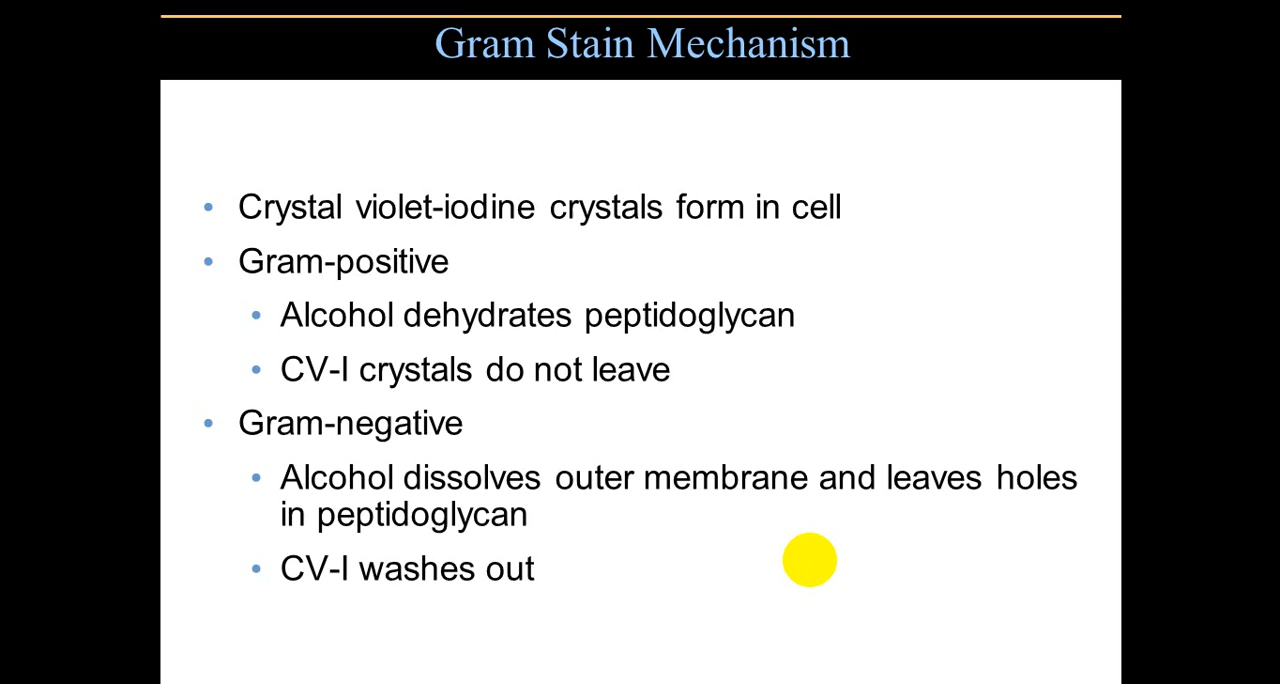 Gram Stain Mechanism
• Crystal violet-iodine crystals form in cell
• Gram-positive
• Alcohol dehydrates peptidoglycan
• CV-I crystals do not leave
• Gram-negative
• Alcohol dissolves outer membrane and leaves holes
in peptidoglycan
• CV-I washes out